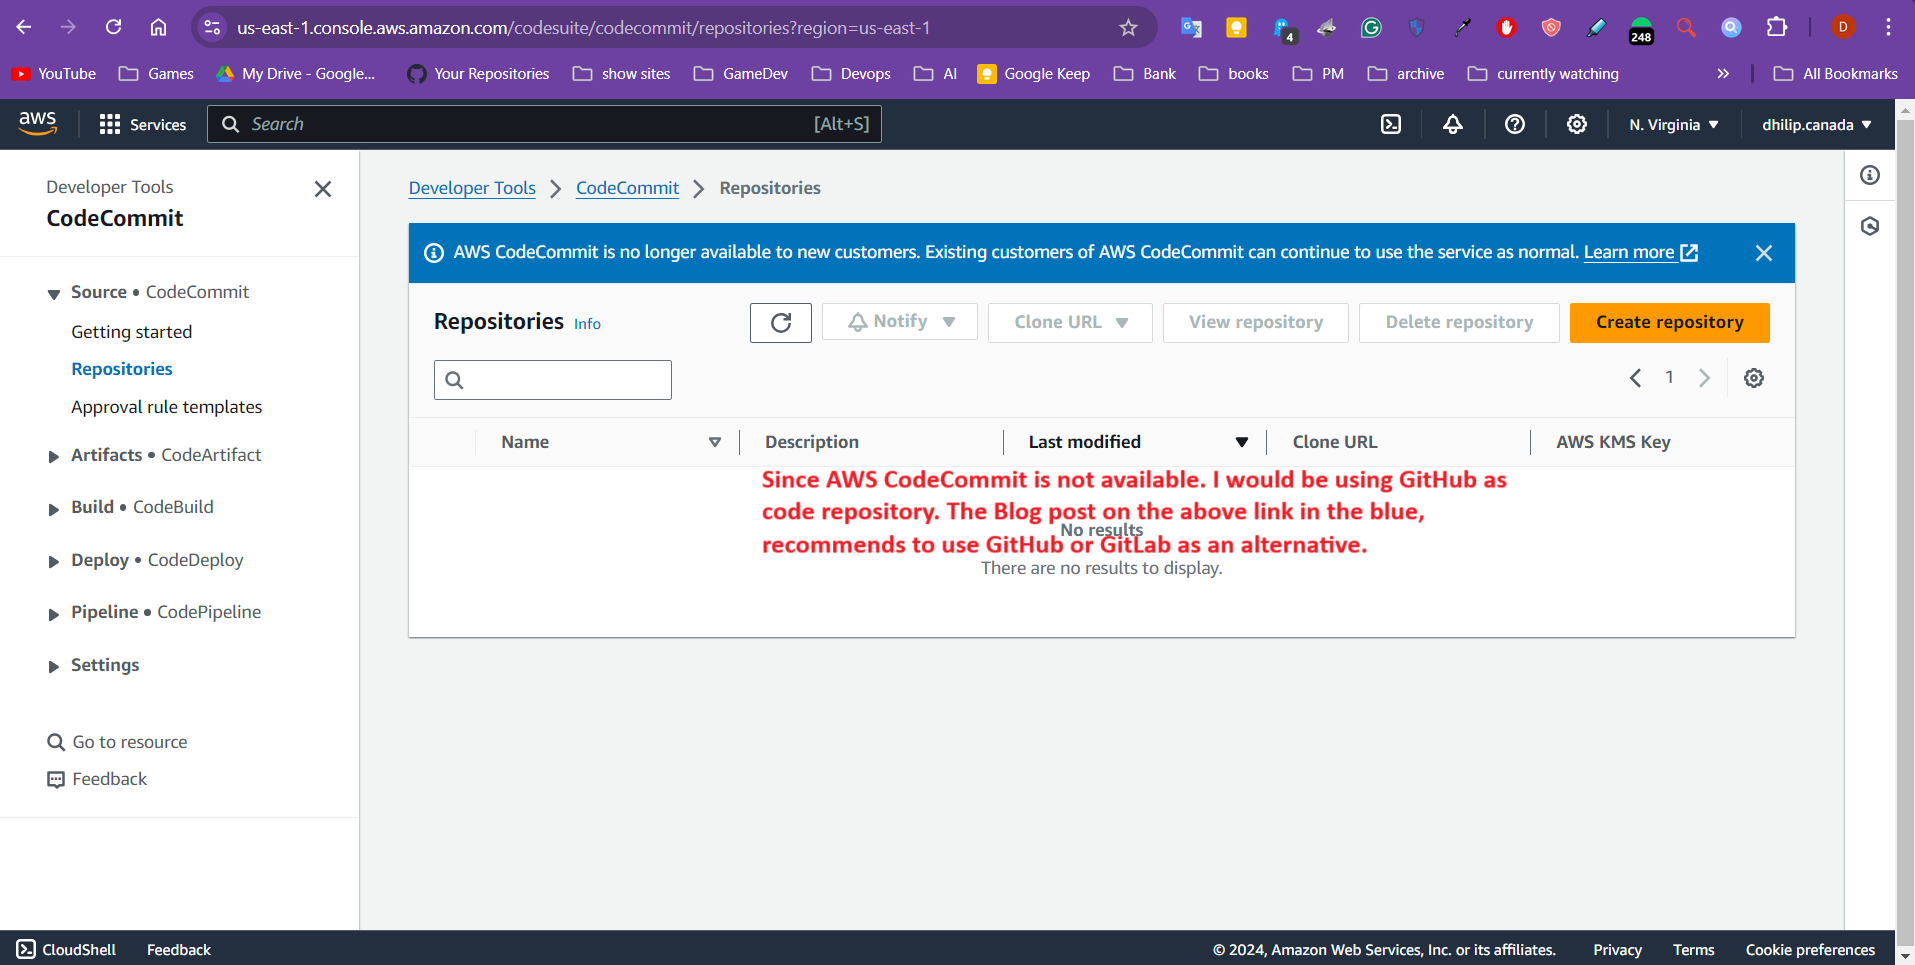 us-east-1.console.aws.amazon.com/codesuite/codecommit/repositories?region=us-east-1
4
248
D
YouTube
Games
My Drive - Google...
Your Repositories
show sites
GameDev
Devops
AI
Google Keep
Bank
books
PM
archive
currently watching
All Bookmarks
aws
Services
Search
[Alt+S]
N. Virginia
dhilip.canada
Developer Tools
CodeCommit
Source • CodeCommit
Getting started
Repositories
Approval rule templates
Artifacts • CodeArtifact
Build • CodeBuild
Deploy • CodeDeploy
Pipeline • CodePipeline
Settings
Go to resource
Feedback
Developer Tools
CodeCommit
Repositories
AWS CodeCommit is no longer available to new customers. Existing customers of AWS CodeCommit can continue to use the service as normal. Learn more
Repositories Info
Notify
Clone URL
View repository
Delete repository
Create repository
1
Name
Description
Last modified
Clone URL
AWS KMS Key
Since AWS CodeCommit is not available. I would be using GitHub as
code repository. The Blog post on the above link in the blue,
No results
recommends to use GitHub or GitLab as an alternative.
There are no results to display.
CloudShell
Feedback
© 2024, Amazon Web Services, Inc. or its affiliates.
Privacy
Terms
Cookie preferences